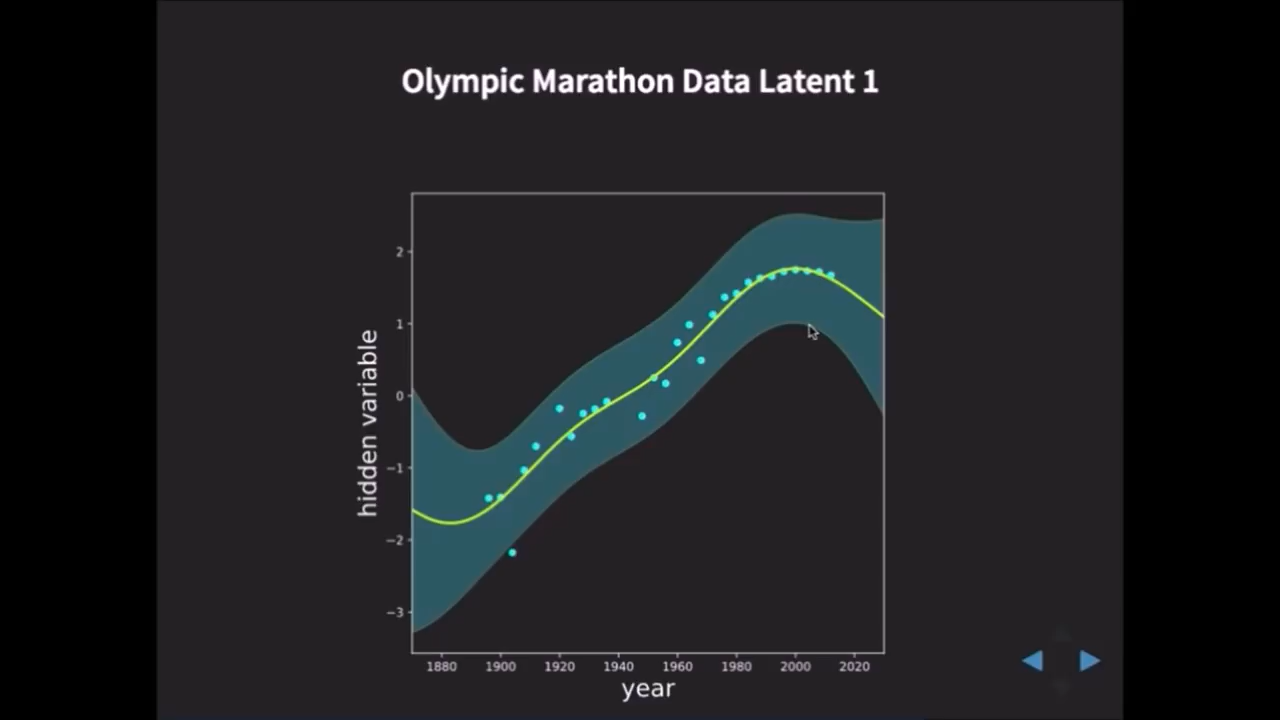 Olympic Marathon Data Latent 1
hidden variable
2
1
0
−1
−2
−3
1880 1900 1920 1940 1960 1980 2000 2020
year